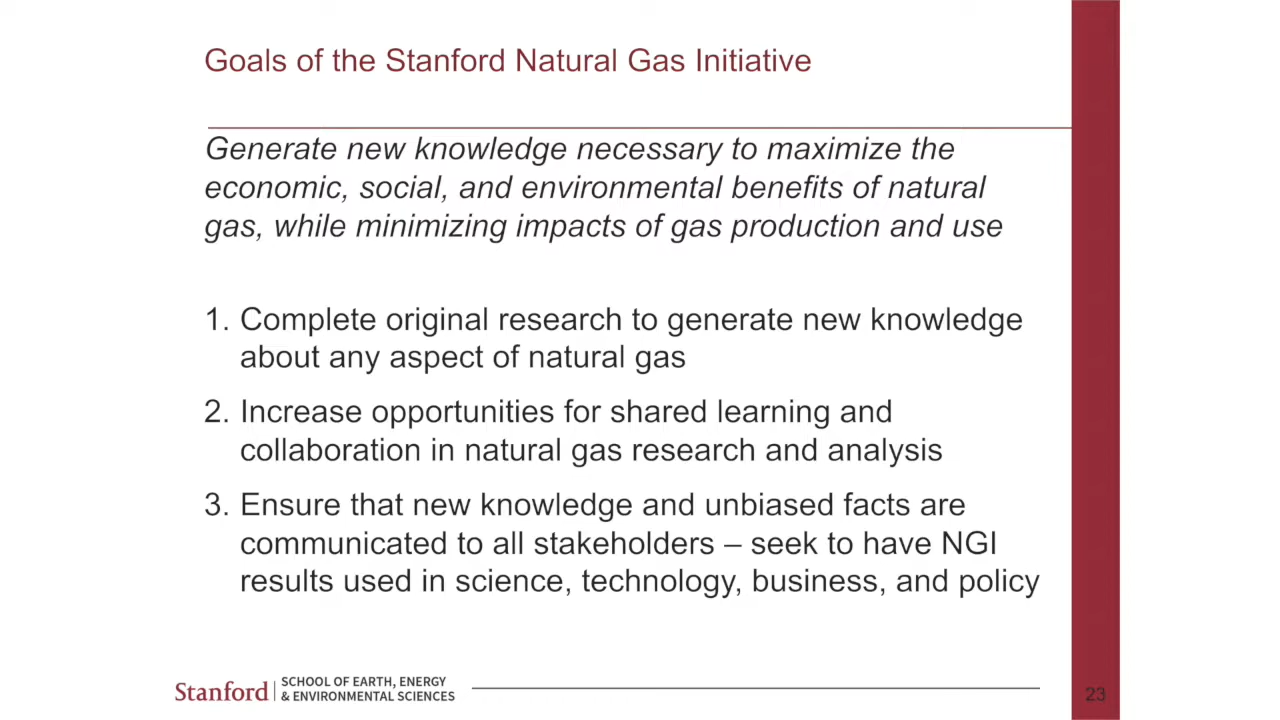 Goals of the Stanford Natural Gas Initiative
Generate new knowledge necessary to maximize the
economic, social, and environmental benefits of natural
gas, while minimizing impacts of gas production and use
1. Complete original research to generate new knowledge
about any aspect of natural gas
2. Increase opportunities for shared learning and
collaboration in natural gas research and analysis
3. Ensure that new knowledge and unbiased facts are
communicated to all stakeholders – seek to have NGI
results used in science, technology, business, and policy
Stanford
SCHOOL OF EARTH, ENERGY
& ENVIRONMENTAL SCIENCES
23